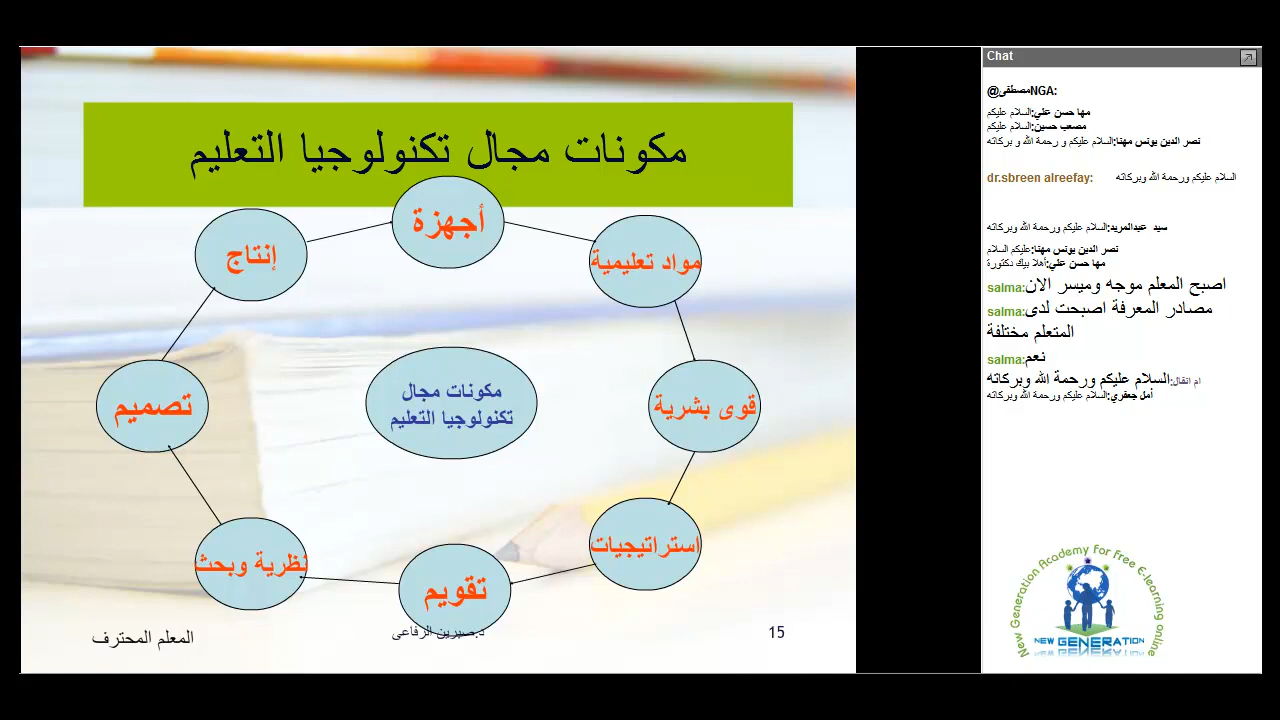 مكونات مجال تكنولوجيا التعليم
أجهزة
مواد تعليمية
قوى بشرية
استراتيجيات
تقويم
نظرية وبحث
تصميم
إنتاج
مكونات مجال
تكنولوجيا التعليم
المعلم المحترف
د.صبرين الرفاعى
15
Chat
@مصطفىNGA:
مها حسن علي:السلام عليكم
مصعب حسين:السلام عليكم
نصر الدين يونس مهنا:السلام عليكم و رحمة الله و بركاته
dr.sbreen alreefay: السلام عليكم ورحمة الله وبركاته
سيد عبدالمريد:السلام عليكم ورحمة الله وبركاته
نصر الدين يونس مهنا:عليكم السلام
مها حسن علي:أهلا بيك دكتورة
salma:اصبح المعلم موجه وميسر الان
salma:مصادر المعرفة اصبحت لدى
المتعلم مختلفة
salma:نعم
ام انفال:السلام عليكم ورحمة الله وبركاته
أمل جعفري:السلام عليكم ورحمة الله وبركاته
New Generation Academy For Free E-learning online
NEW GENERATION